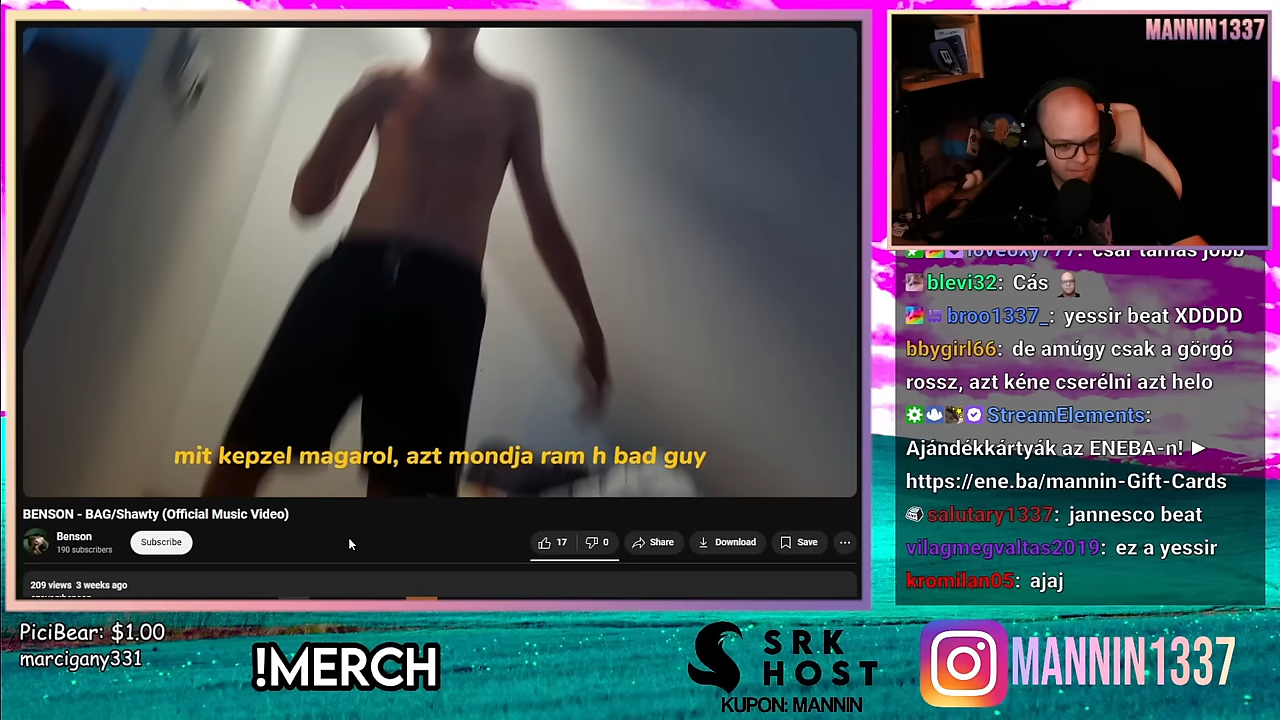 MANNIN1337
mit kepzel magarol, azt mondja ram h bad guy
BENSON - BAG/Shawty (Official Music Video)
Benson
190 subscribers
Subscribe
17
0
Share
Download
Save
209 views 3 weeks ago
blevi32: Cás
broo1337_: yessir beat XDDDD
bbygirl66: de amúgy csak a görgő
rossz, azt kéne cserélni azt helo
StreamElements:
Ajándékkártyák az ENEBA-n! ►
https://ene.ba/mannin-Gift-Cards
salutary1337: jannesco beat
vilagmegvaltas2019: ez a yessir
kromilan05: ajaj
PiciBear: $1.00
marcigany331
!MERCH
SRK
HOST
KUPON: MANNIN
MANNIN1337